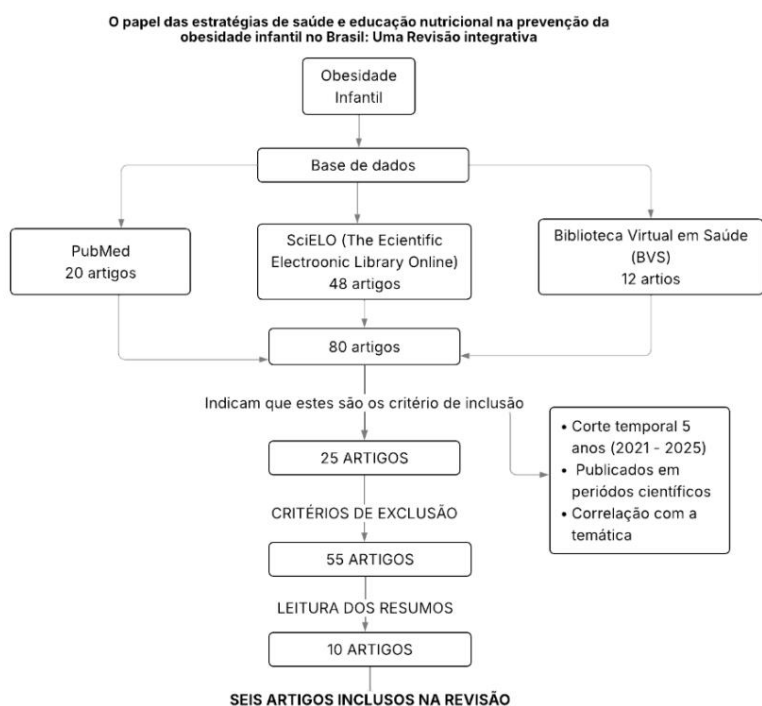 O papel das estratégias de saúde e educação nutricional na prevenção da
obesidade infantil no Brasil: Uma Revisão integrativa
Obesidade
Infantil
Base de dados
PubMed
20 artigos
SciELO (The Ecientific
Electroonic Library Online)
48 artigos
Biblioteca Virtual em Saúde
(BVS)
12 artios
80 artigos
Indicam que estes são os critério de inclusão
• Corte temporal 5
anos (2021 - 2025)
• Publicados em
periódos científicos
• Correlação com a
temática
25 ARTIGOS
CRITÉRIOS DE EXCLUSÃO
55 ARTIGOS
LEITURA DOS RESUMOS
10 ARTIGOS
SEIS ARTIGOS INCLUSOS NA REVISÃO